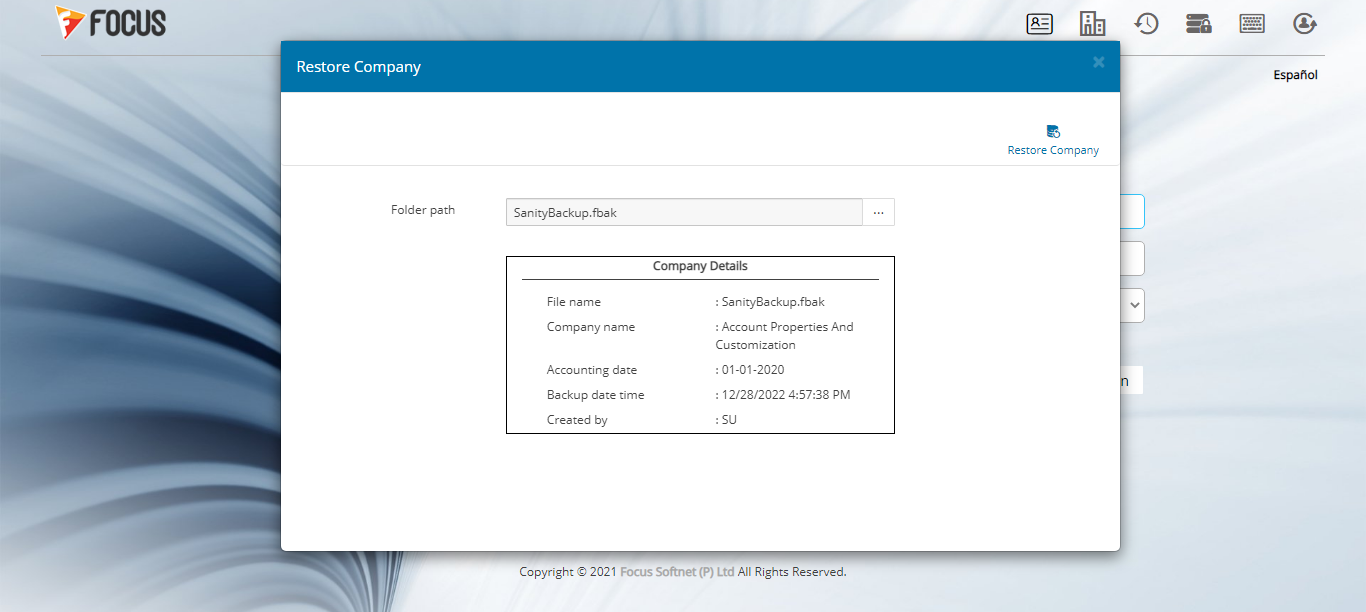 FOCUS
Español
Restore Company
Restore Company
Folder path
SanityBackup.fbak
...
Company Details
File name : SanityBackup.fbak
Company name : Account Properties And
Customization
Accounting date : 01-01-2020
Backup date time : 12/28/2022 4:57:38 PM
Created by : SU
n
Copyright © 2021 Focus Softnet (P) Ltd All Rights Reserved.